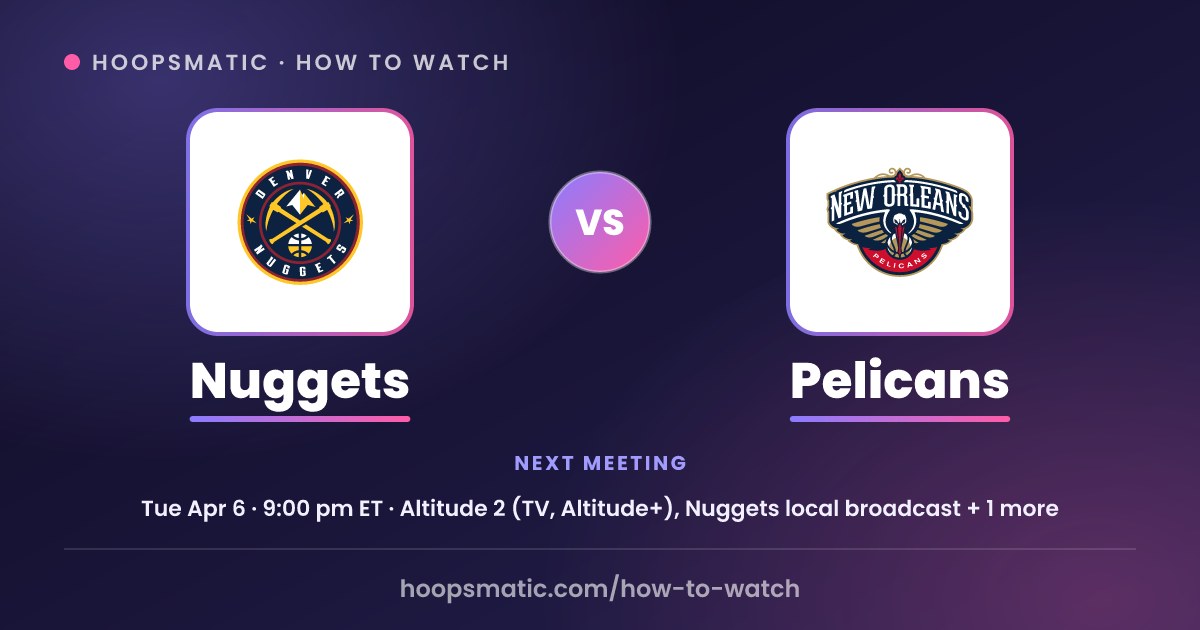 HOOPSMATIC · HOW TO WATCH
DENVER
NUGGETS
VS
NEW ORLEANS
PELICANS
Nuggets
Pelicans
NEXT MEETING
Tue Apr 6 · 9:00 pm ET · Altitude 2 (TV, Altitude+), Nuggets local broadcast + 1 more
hoopsmatic.com/how-to-watch